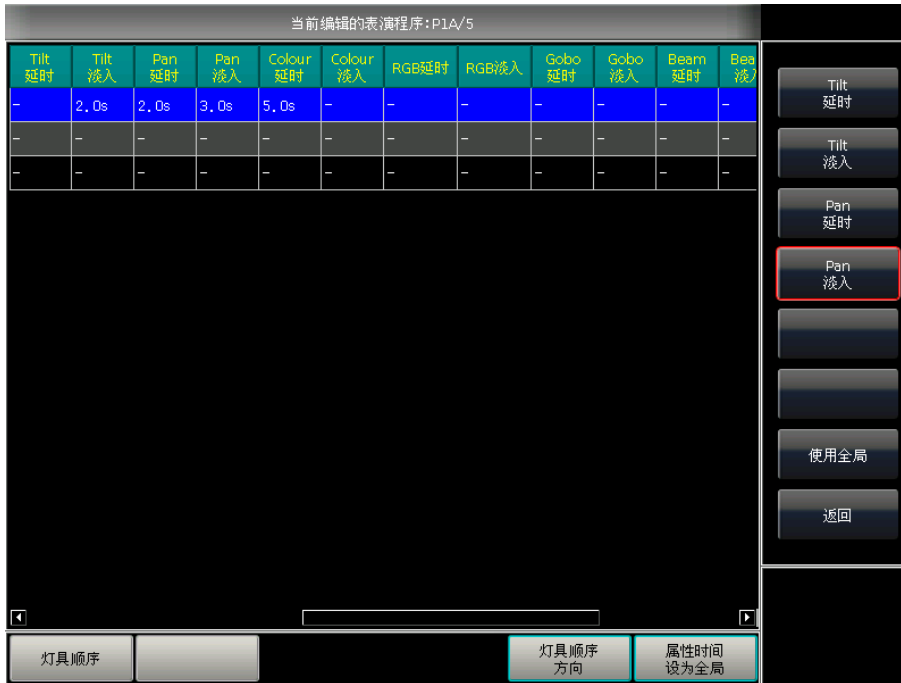 当前编辑的表演程序:P1A/5
Tilt 延时 Tilt 淡入 Pan 延时 Pan 淡入 Colour 延时 Colour 淡入 RGB延时 RGB淡入 Gobo 延时 Gobo 淡入 Beam 延时 Bea 淡入
- 2.0s 2.0s 3.0s 5.0s - - - - - - -
- - - - - - - - - - - -
- - - - - - - - - - - -
Tilt
延时
Tilt
淡入
Pan
延时
Pan
淡入
使用全局
返回
灯具顺序
灯具顺序
方向
属性时间
设为全局